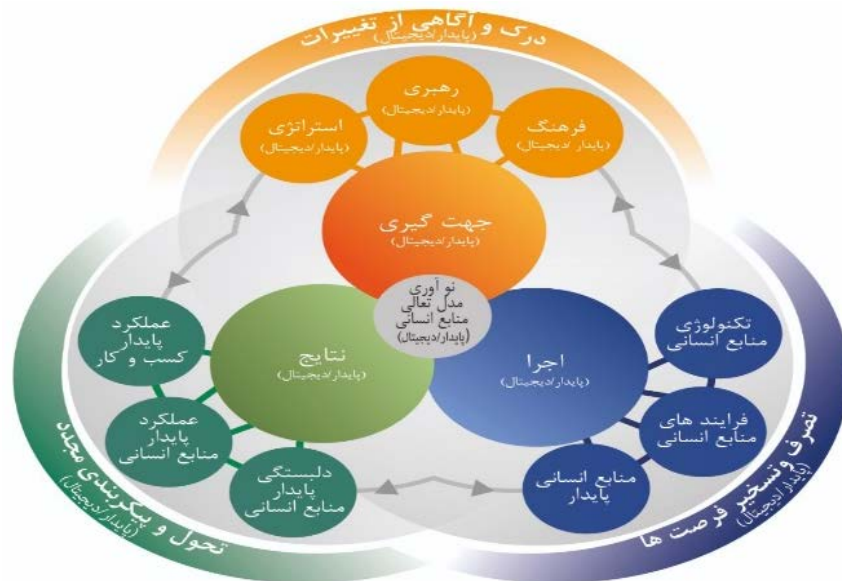 درک و آگاهی از تغییرات
(پایدار/دیجیتال)
رهبری
(پایدار/دیجیتال)
استراتژی
(پایدار/دیجیتال)
فرهنگ
(پایدار /دیجیتال)
جهت گیری
(پایدار/دیجیتال)
نو آوری
مدل تعالی
منابع انسانی
(پایدار/دیجیتال)
تکنولوژی
منابع انسانی
فرایند های
منابع انسانی
منابع انسانی
پایدار
اجرا
(پایدار/دیجیتال)
نتایج
(پایدار/دیجیتال)
عملکرد
پایدار
کسب و کار
عملکرد
پایدار
منابع انسانی
دلبستگی
پایدار
منابع انسانی
تصرف وتسخیر فرصت ها
(پایدار/دیجیتال)
تحول و پیکربندی مجدد
(پایدار/دیجیتال)